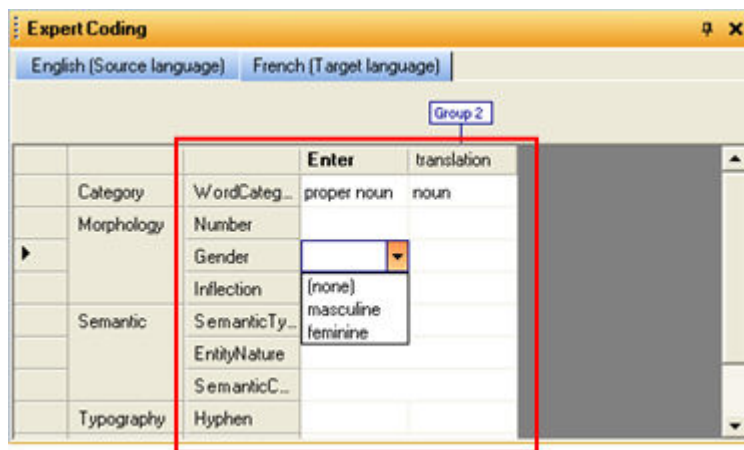 Expert Coding
English (Source language) French (Target language)
Group 2
Enter translation
Category WordCateg... proper noun noun
Morphology Number
Gender
Inflection (none)
masculine
Semantic SemanticTy...
feminine
EntityNature
SemanticC...
Typography Hyphen